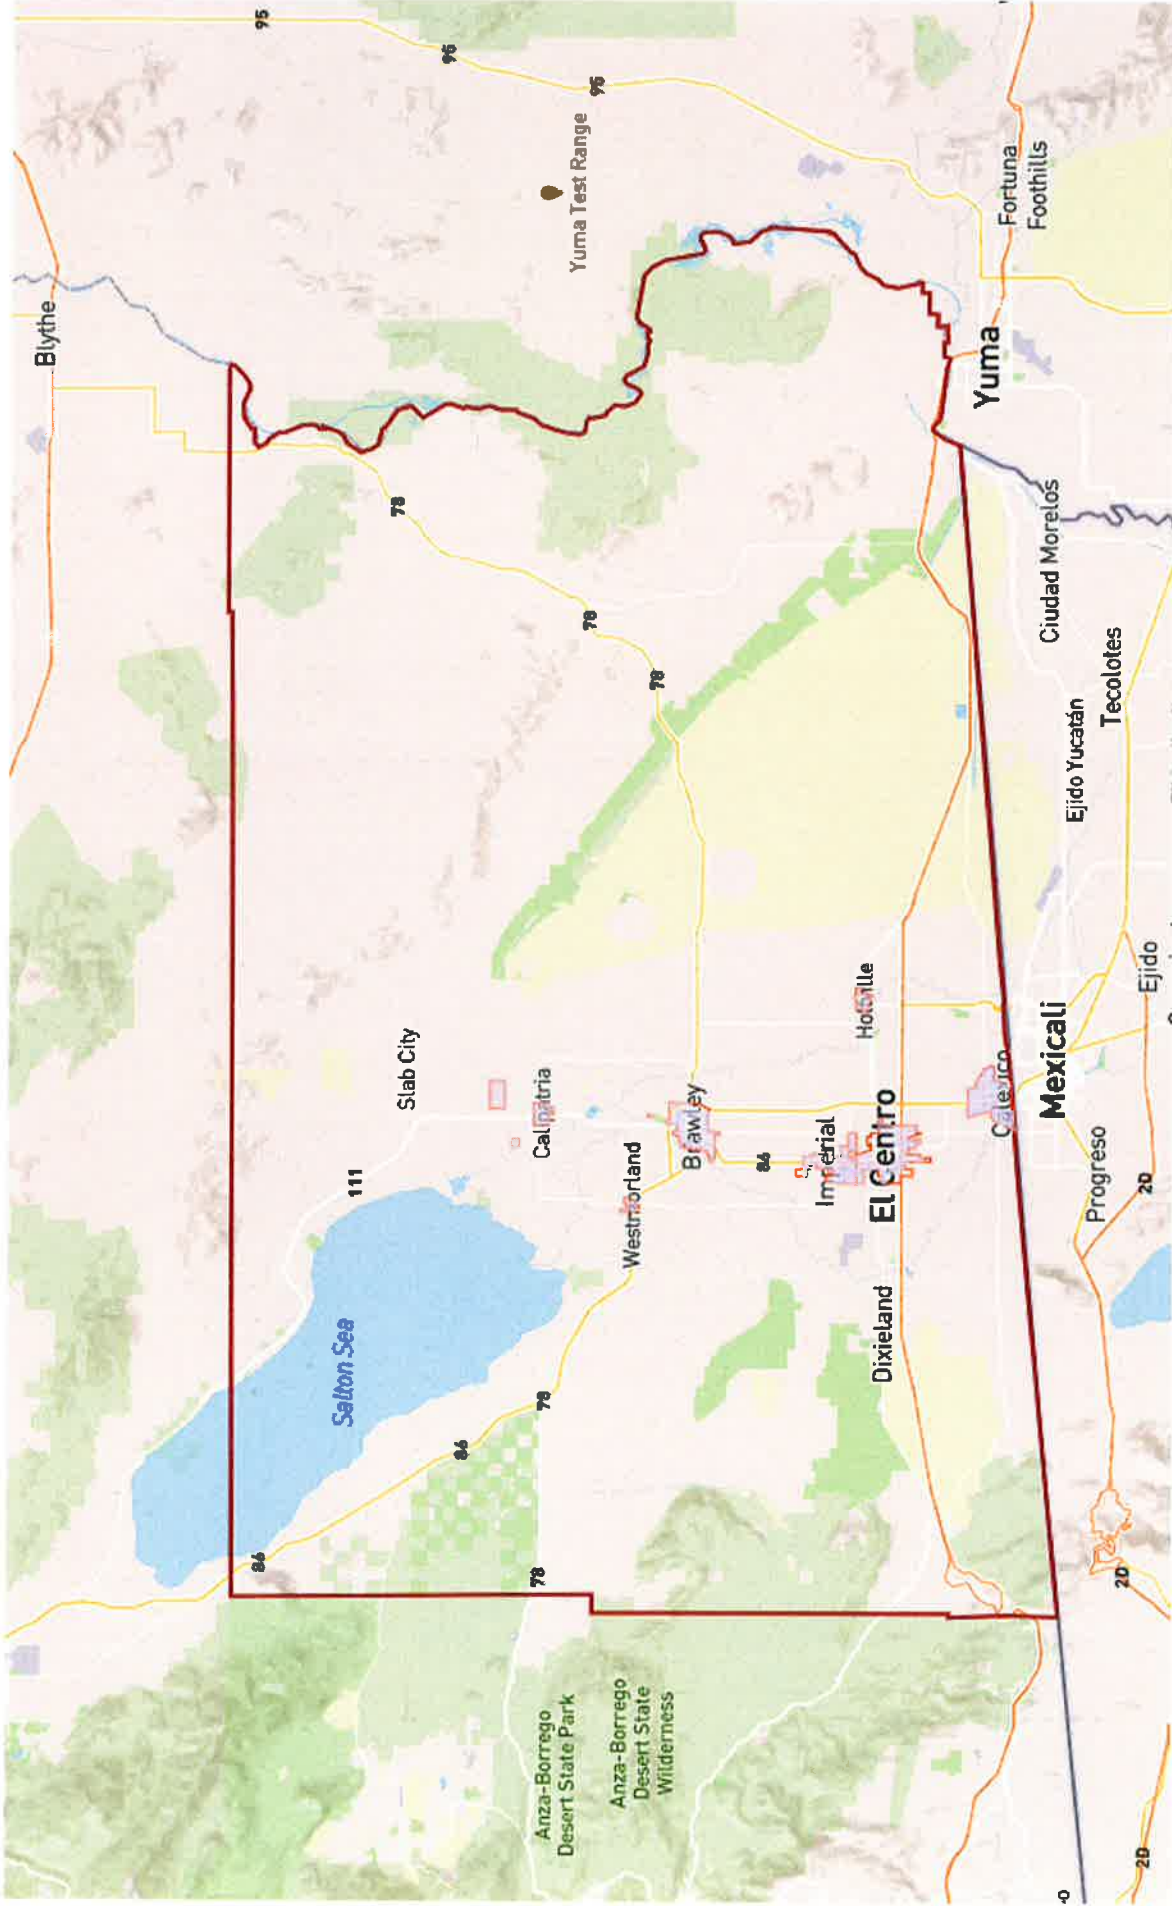 Blythe
95
95
95
Yuma Test Range
78
78
78
Slab City
111
Salton Sea
86
86
78
78
Calipatria
Westmorland
Brawley
86
Imperial
El Centro
Holtville
Dixieland
Calexico
Mexicali
Progreso
2D
2D
2D
Ejido
Ejido Yucatán
Tecolotes
Ciudad Morelos
Yuma
Fortuna
Foothills
Anza-Borrego
Desert State Park
Anza-Borrego
Desert State
Wilderness